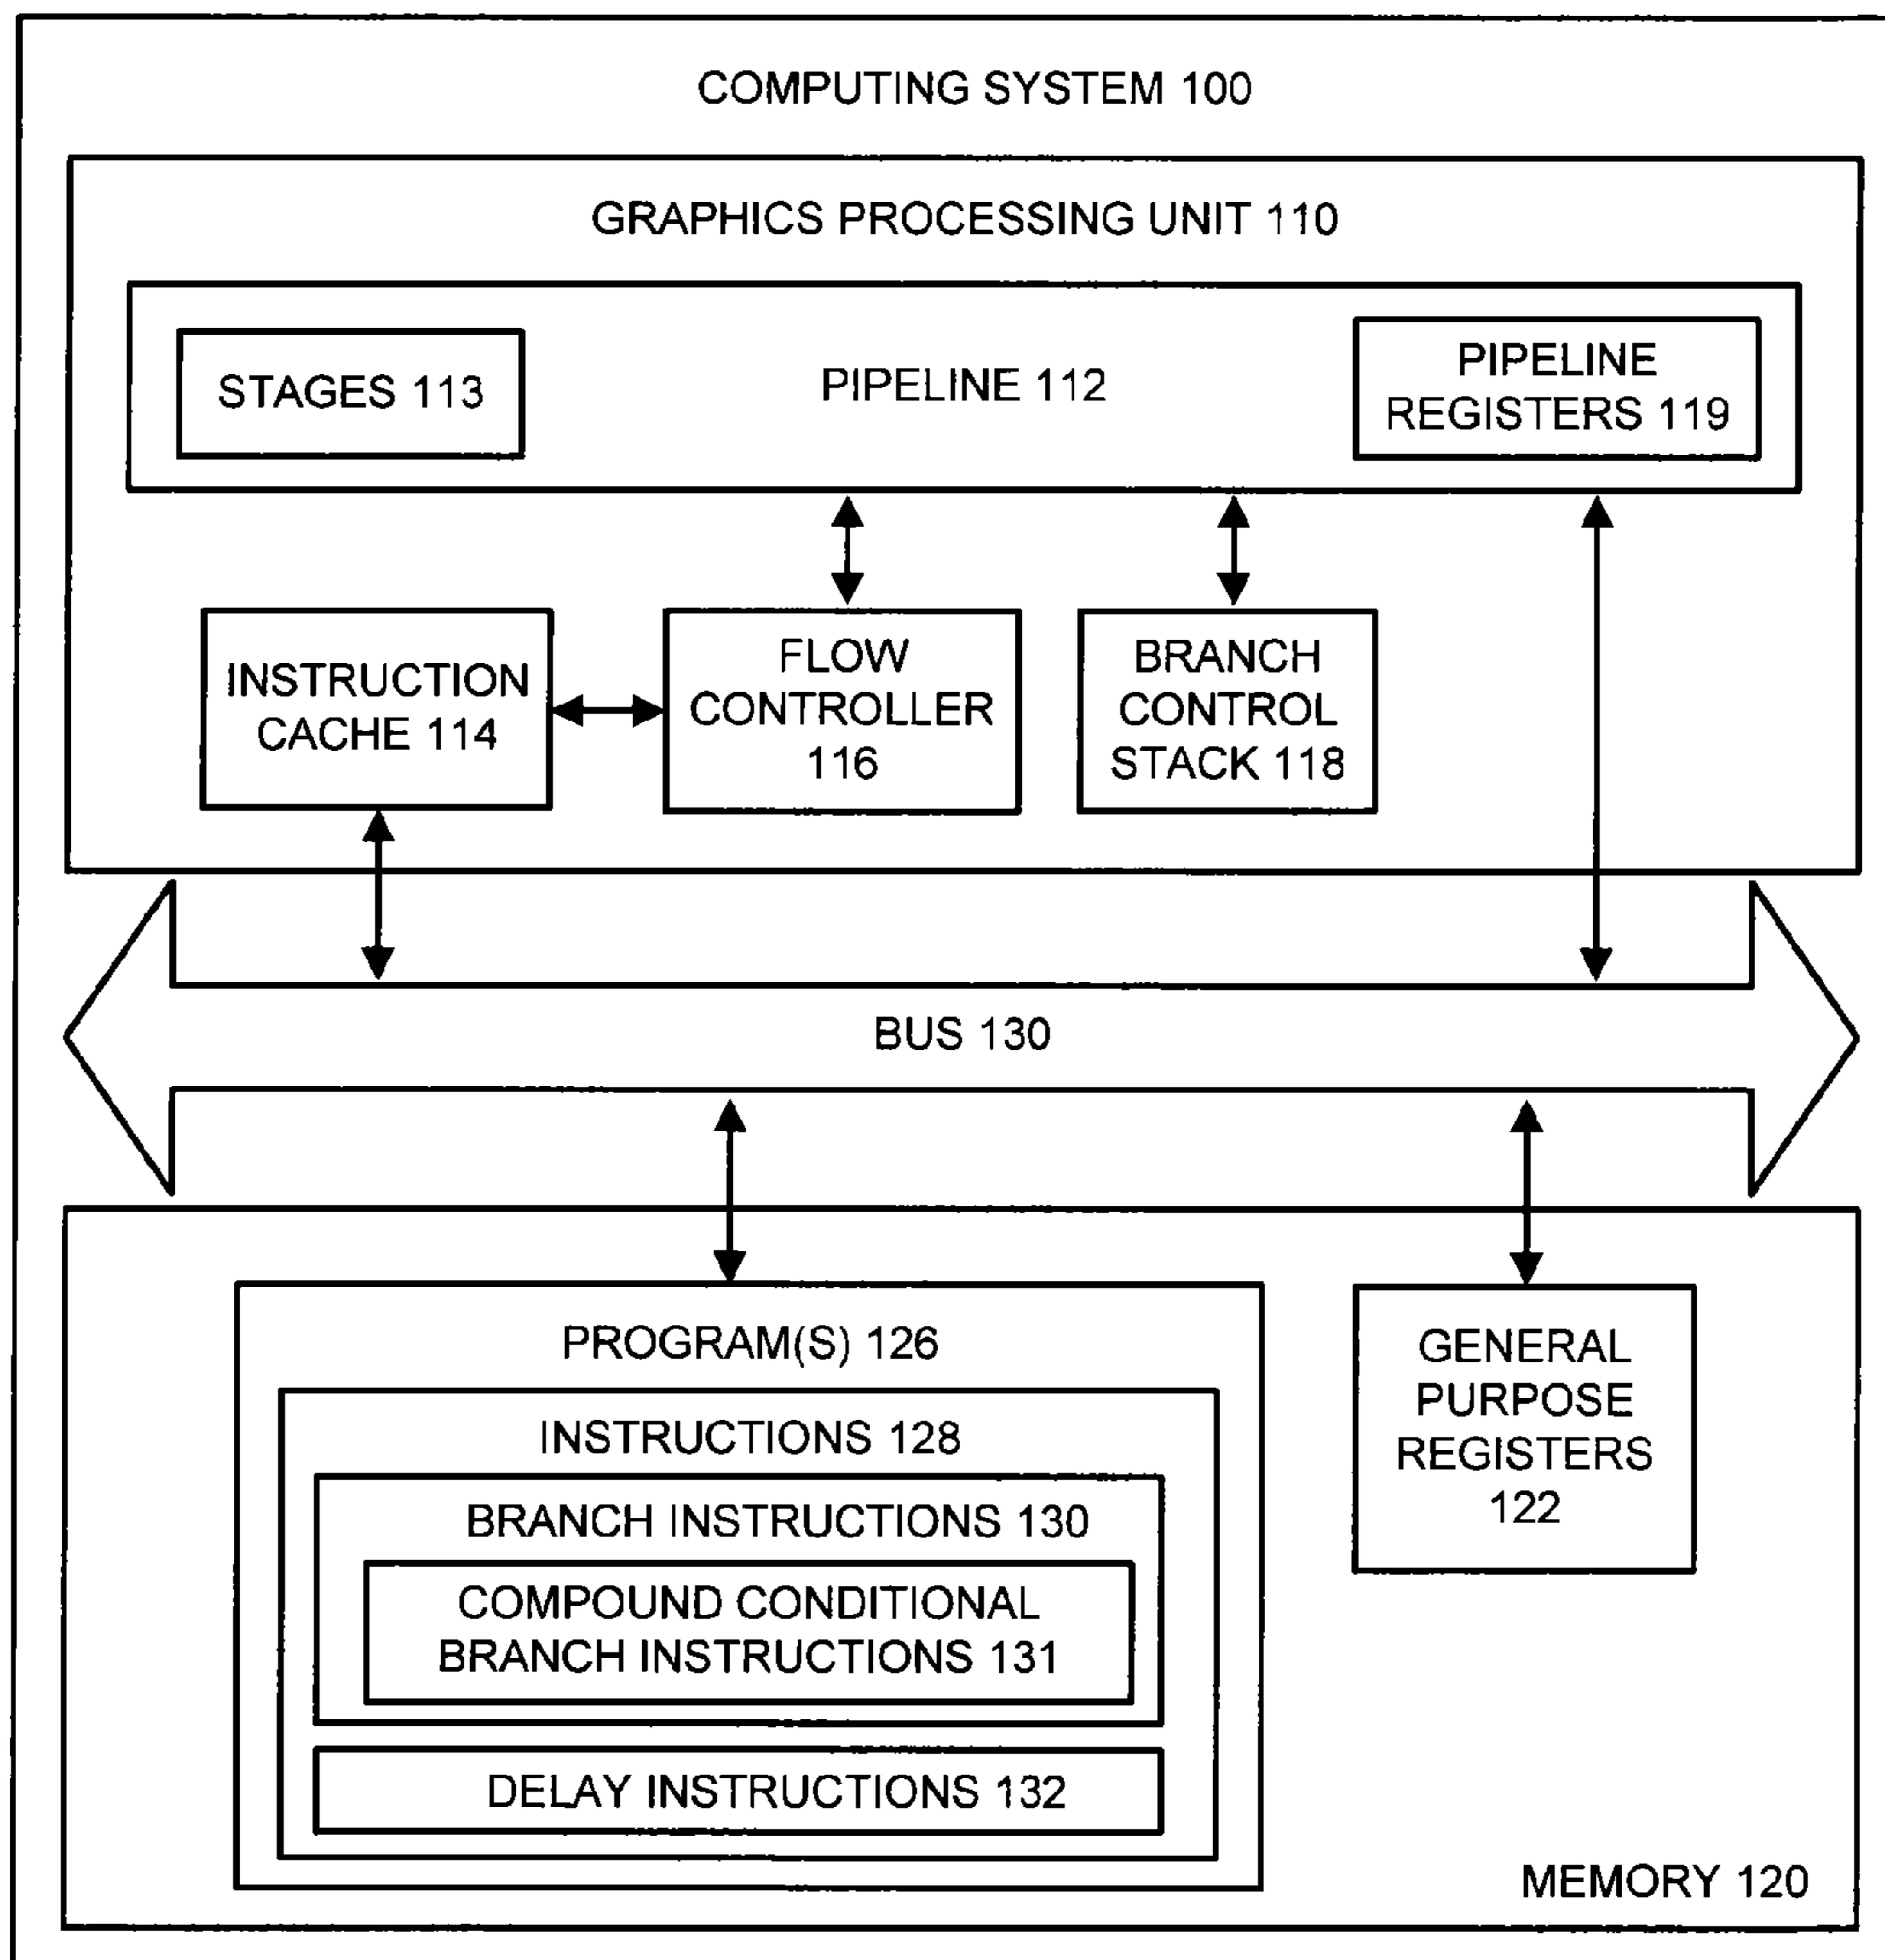 COMPUTING SYSTEM 100
GRAPHICS PROCESSING UNIT 110
STAGES 113
PIPELINE 112
PIPELINE
REGISTERS 119
INSTRUCTION
CACHE 114
FLOW
CONTROLLER
116
BRANCH
CONTROL
STACK 118
BUS 130
PROGRAM(S) 126
INSTRUCTIONS 128
BRANCH INSTRUCTIONS 130
COMPOUND CONDITIONAL
BRANCH INSTRUCTIONS 131
DELAY INSTRUCTIONS 132
GENERAL
PURPOSE
REGISTERS
122
MEMORY 120